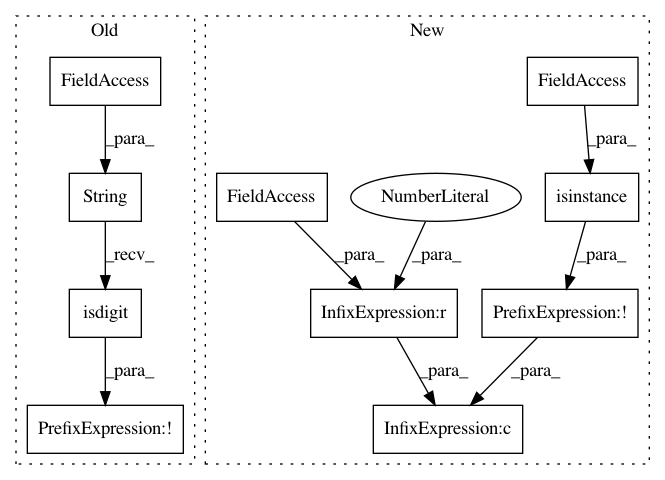 Old
New
FieldAccess
FieldAccess
_para_
_para_
String
FieldAccess
NumberLiteral
isinstance
_recv_
_para_
_para_
_para_
isdigit
InfixExpression:r
PrefixExpression:!
_para_
_para_
_para_
PrefixExpression:!
InfixExpression:c